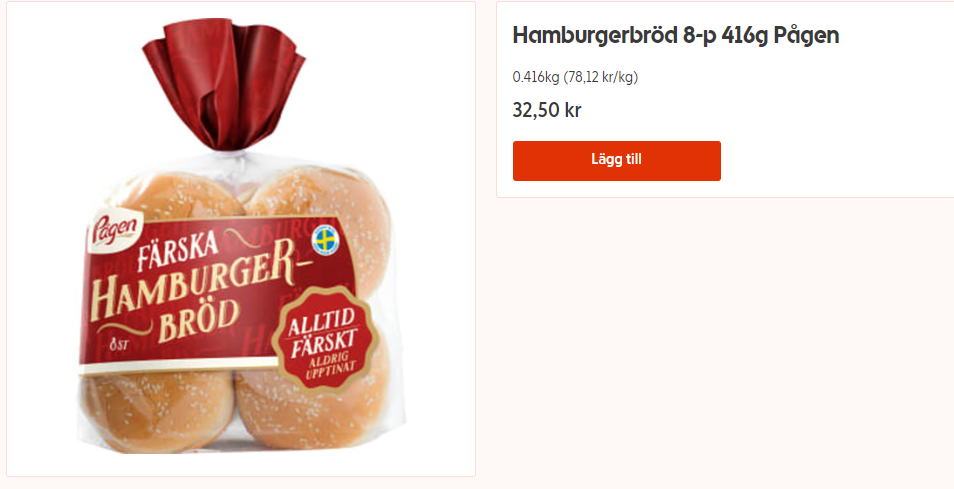 Pågen
FÄRSKA
HAMBURGER-
BRÖD
8 ST
ALLTID
FÄRSKT
ALDRIG
UPPTINAT
Hamburgerbröd 8-p 416g Pågen
0.416kg (78,12 kr/kg)
32,50 kr
Lägg till